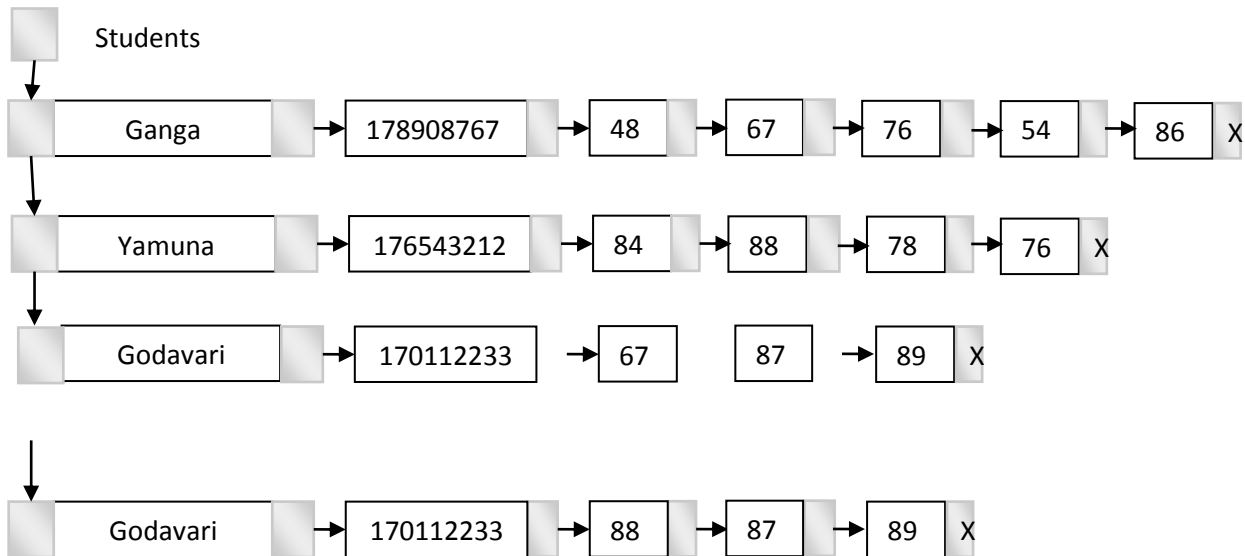 Students
Ganga 178908767 48 67 76 54 86 X
Yamuna 176543212 84 88 78 76 X
Godavari 170112233 67 87 89 X
Godavari 170112233 88 87 89 X